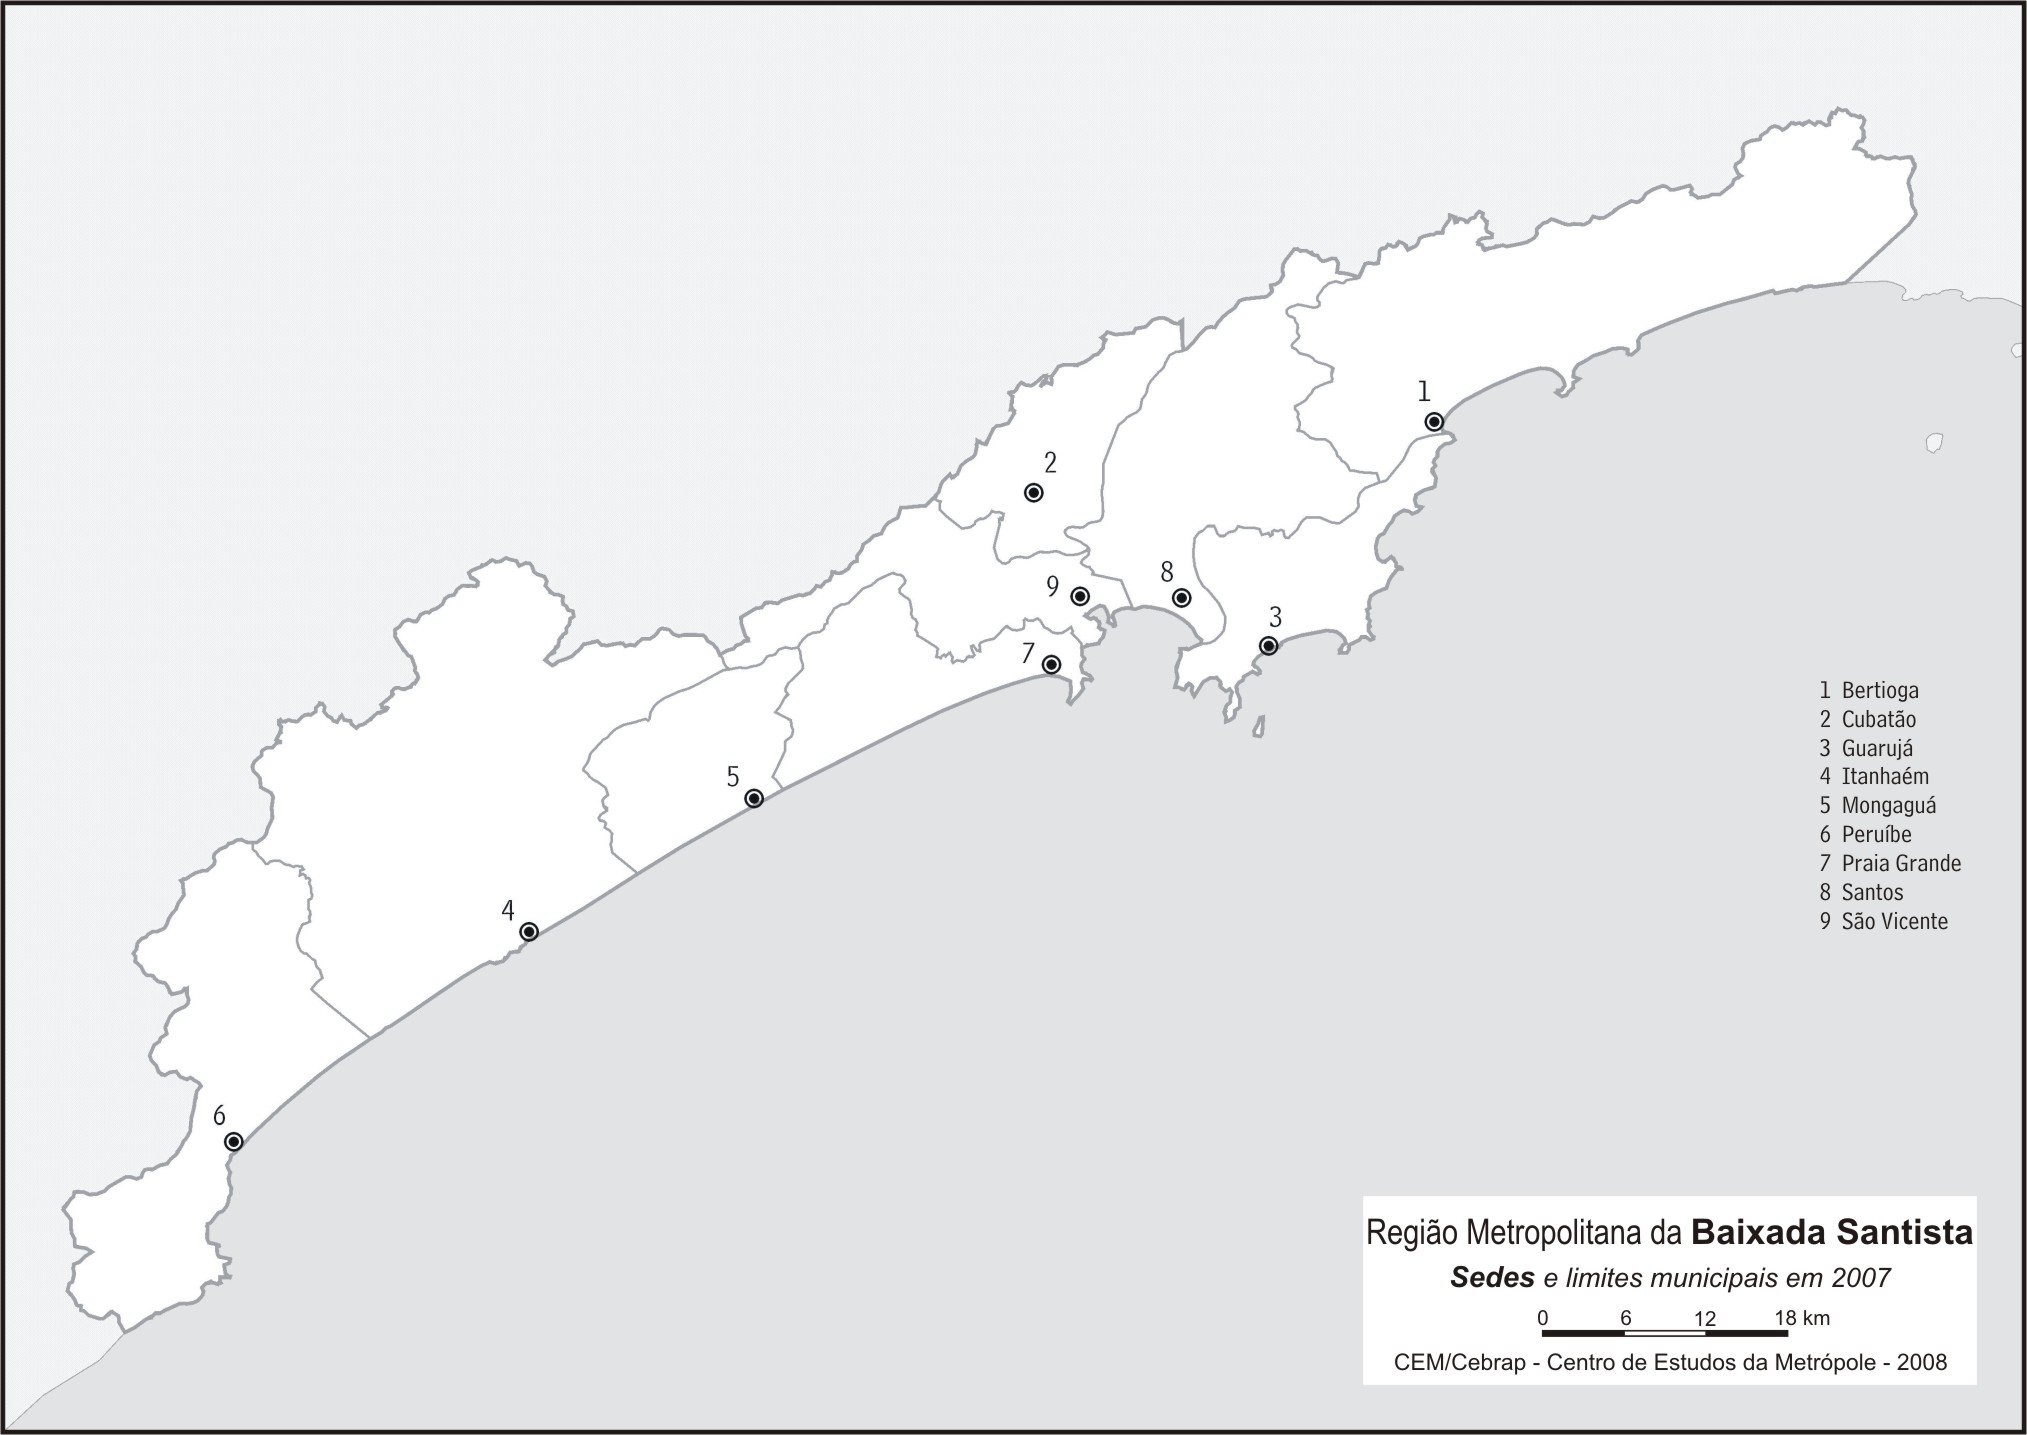 1
2
9
8
3
7
5
4
6
1 Bertioga
2 Cubatão
3 Guarujá
4 Itanhaém
5 Mongaguá
6 Peruíbe
7 Praia Grande
8 Santos
9 São Vicente
Região Metropolitana da Baixada Santista
Sedes e limites municipais em 2007
0 6 12 18 km
CEM/Cebrap - Centro de Estudos da Metrópole - 2008